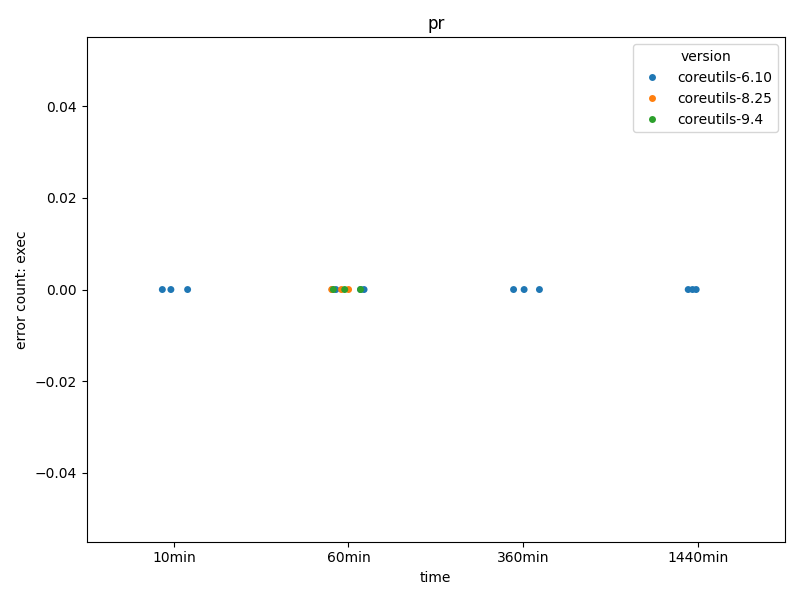 pr
version
coreutils-6.10
coreutils-8.25
coreutils-9.4
error count: exec
0.04
0.02
0.00
−0.02
−0.04
10min
60min
360min
1440min
time